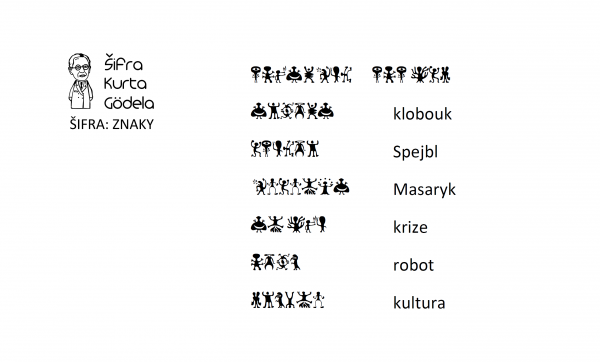 Šifra
Kurta
Gödela
ŠIFRA: ZNAKY
klobouk
Spejbl
Masaryk
krize
robot
kultura